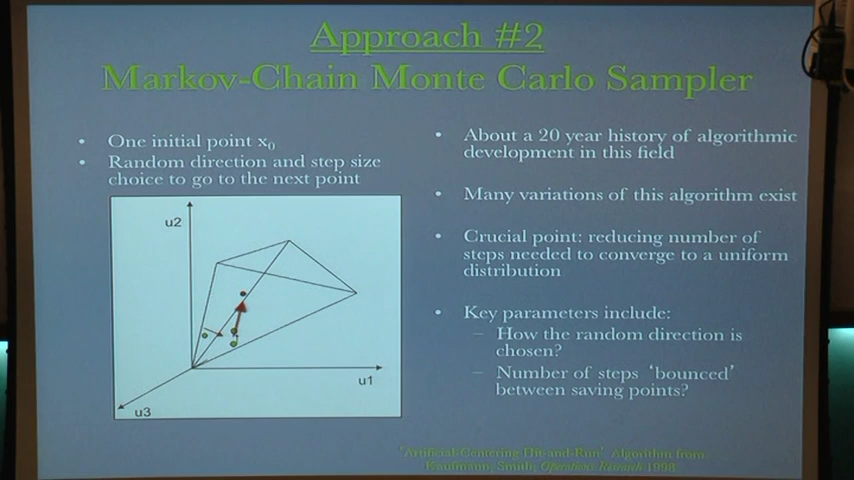 Approach #2
Markov-Chain Monte Carlo Sampler
• One initial point x0
• Random direction and step size
choice to go to the next point
u2
u1
u3
• About a 20 year history of algorithmic
development in this field
• Many variations of this algorithm exist
• Crucial point: reducing number of
steps needed to converge to a uniform
distribution
• Key parameters include:
– How the random direction is
chosen?
– Number of steps ‘bounced’
between saving points?
'Artificial-Centering-Hit-and-Run' Algorithm from
Kaufmann, Smith, Operations Research 1998